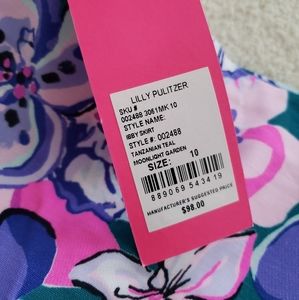 LILLY PULITZER
SKU #
002488 3061MK 10
STYLE NAME:
IBBY SKIRT
STYLE #: 002488
TANZANIAN TEAL
MOONLIGHT GARDEN
SIZE: 10
889069 543419
MANUFACTURER'S SUGGESTED PRICE
$98.00